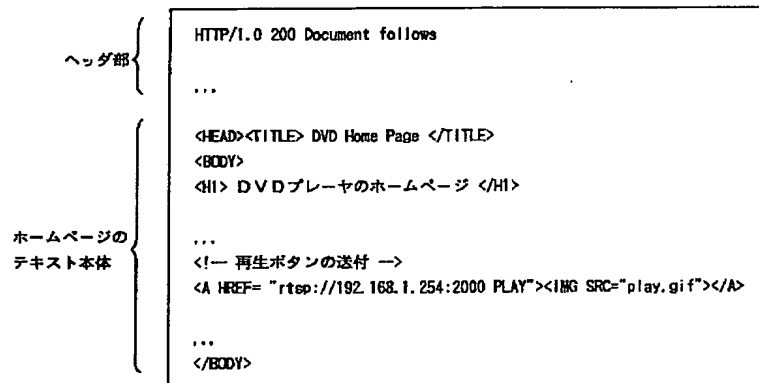 ヘッダ部
HTTP/1.0 200 Document follows
...
ホームページの
テキスト本体
<HEAD><TITLE> DVD Home Page </TITLE>
<BODY>
<H1> DVDプレーヤのホームページ </H1>
...
<!-- 再生ボタンの送付 -->
<A HREF= "rtsp://192.168.1.254:2000 PLAY"><IMG SRC="play.gif"></A>
...
</BODY>